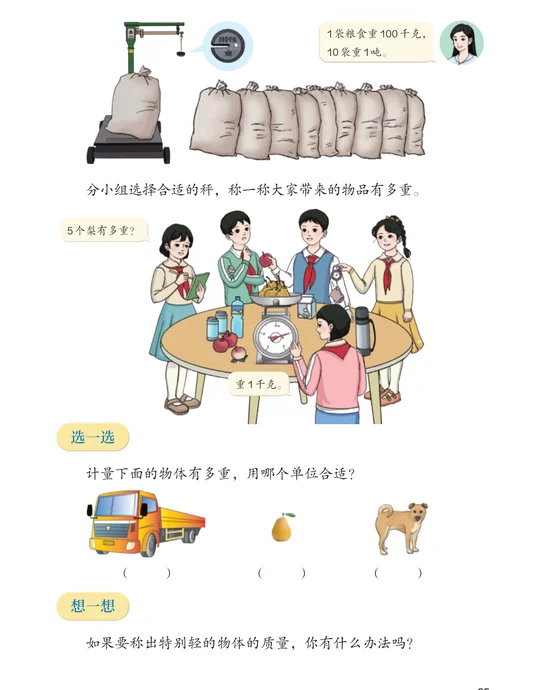 1袋粮食重100千克，
10袋重1吨。
分小组选择合适的秤，称一称大家带来的物品有多重。
5个梨有多重？
重1千克。
选一选
计量下面的物体有多重，用哪个单位合适？
（　　） （　　） （　　）
想一想
如果要称出特别轻的物体的质量，你有什么办法吗？